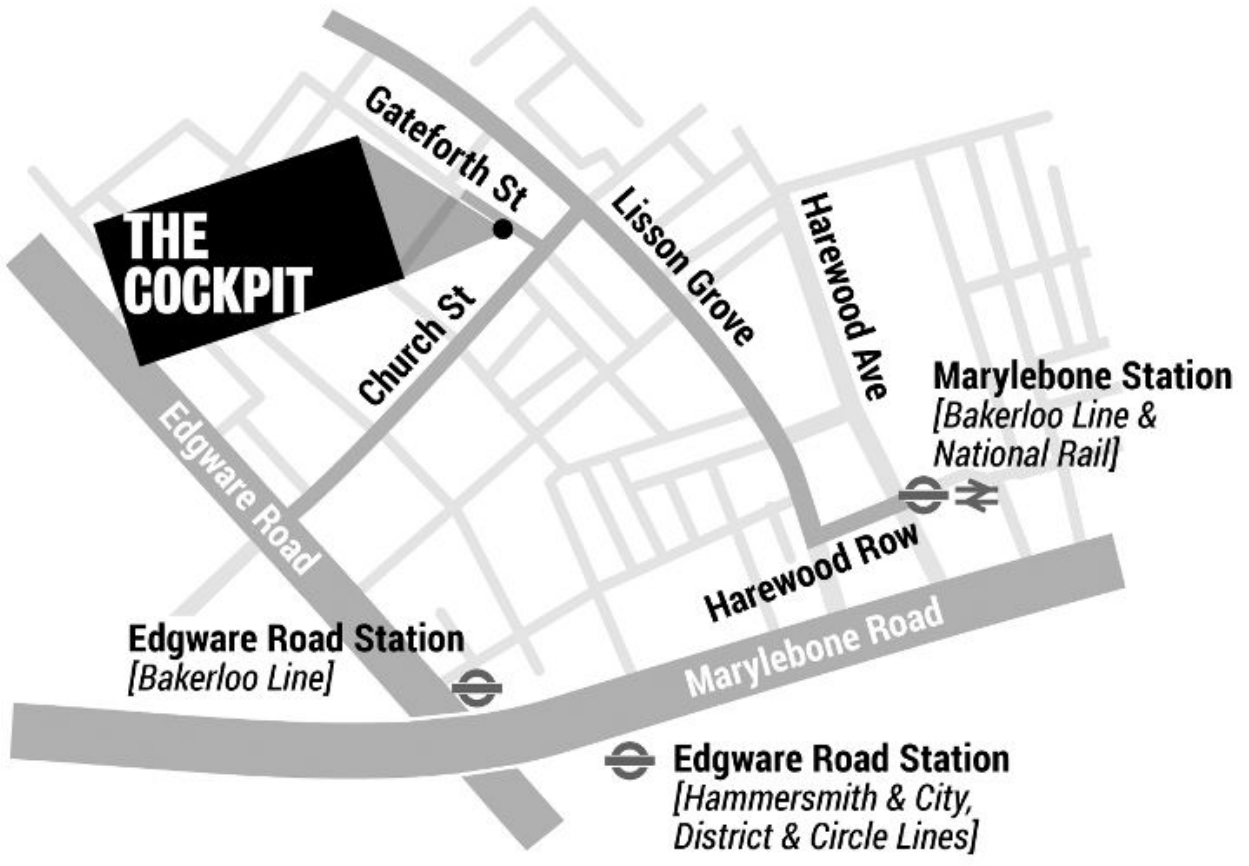 Gateforth St
THE
COCKPIT
Lisson Grove
Harewood Ave
Church St
Marylebone Station
[Bakerloo Line &
National Rail]
Edgware Road
Harewood Row
Marylebone Road
Edgware Road Station
[Bakerloo Line]
Edgware Road Station
[Hammersmith & City,
District & Circle Lines]